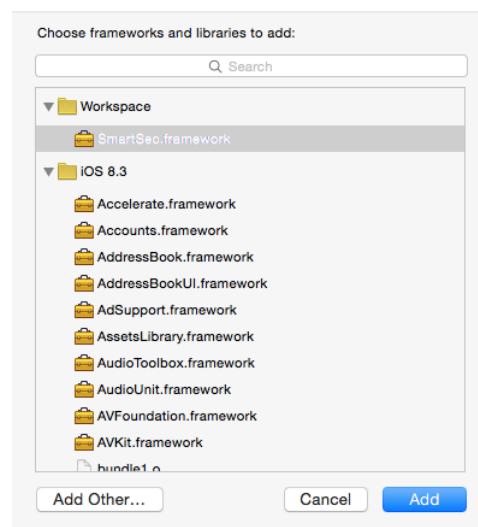 Choose frameworks and libraries to add:
Search
Workspace
SmartSec.framework
iOS 8.3
Accelerate.framework
Accounts.framework
AddressBook.framework
AddressBookUI.framework
AdSupport.framework
AssetsLibrary.framework
AudioToolbox.framework
AudioUnit.framework
AVFoundation.framework
AVKit.framework
bundle1.o
Add Other... Cancel Add